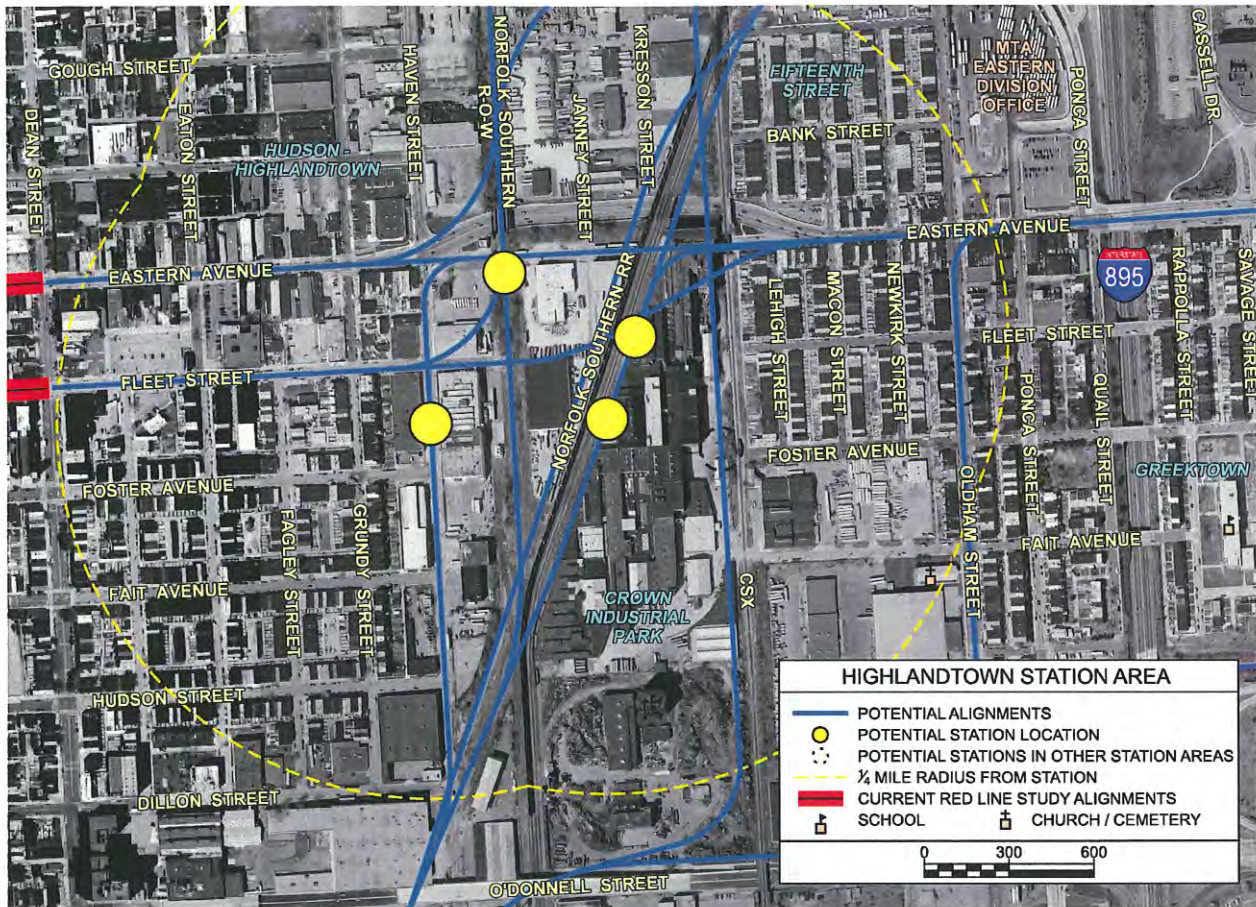 GOUGH STREET
DEAN STREET
EATON STREET
HUDSON -
HIGHLANDTOWN
HAVEN STREET
NORFOLK SOUTHERN
R-O-W
JANNEY STREET
KRESSON STREET
FIFTEENTH
STREET
BANK STREET
MTA
EASTERN
DIVISION
OFFICE
PONCA STREET
CASSELL DR.
EASTERN AVENUE
EASTERN AVENUE
INTERSTATE
895
FLEET STREET
NORFOLK SOUTHERN RR
LEHIGH STREET
MACON STREET
NEWKIRK STREET
FLEET STREET
PONCA STREET
QUAIL STREET
RAPPOLLA STREET
SAVAGE STREET
FOSTER AVENUE
FAGLEY STREET
GRUNDY STREET
FOSTER AVENUE
OLDHAM STREET
GREEKTOWN
FAIT AVENUE
FAIT AVENUE
CROWN
INDUSTRIAL
PARK
CSX
HUDSON STREET
DILLON STREET
O'DONNELL STREET
HIGHLANDTOWN STATION AREA
POTENTIAL ALIGNMENTS
POTENTIAL STATION LOCATION
POTENTIAL STATIONS IN OTHER STATION AREAS
¼ MILE RADIUS FROM STATION
CURRENT RED LINE STUDY ALIGNMENTS
SCHOOL CHURCH / CEMETERY
0 300 600